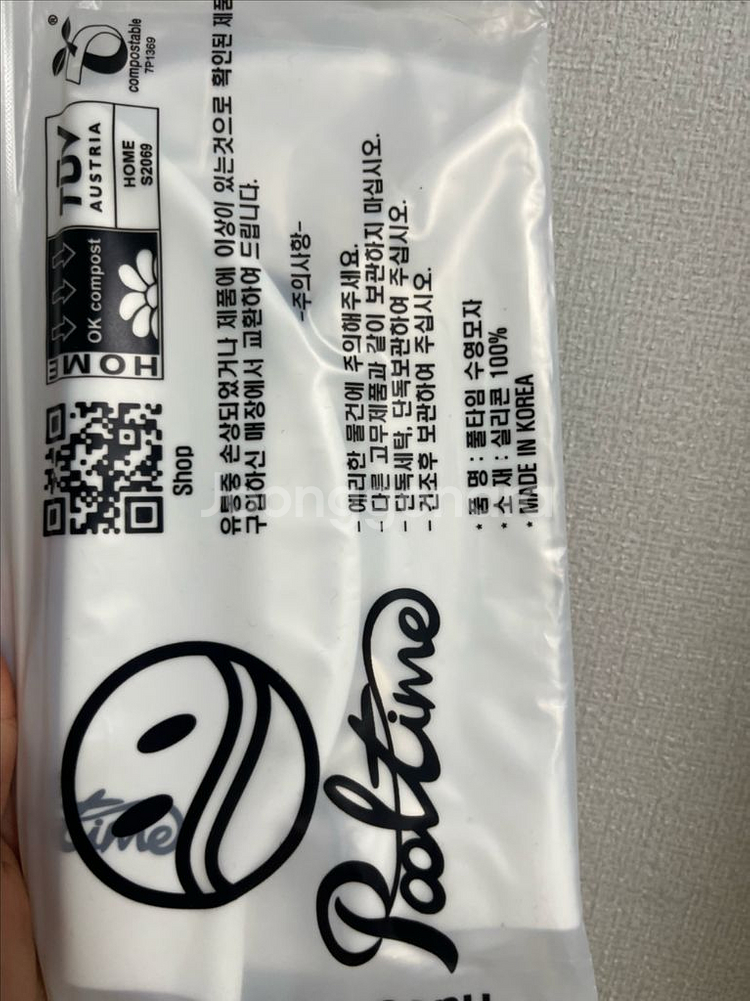 Pooltime
time
Shop
HOME
OK compost
TÜV
AUSTRIA
HOME
S2069
compostable
7P1369
유통중 손상되었거나 제품에 이상이 있는것으로 확인된 제품
구입하신 매장에서 교환하여 드립니다.
-주의사항-
- 예리한 물건에 주의해주세요.
- 다른 고무제품과 같이 보관하지 마십시오.
- 단독세탁, 단독보관하여 주십시오.
- 건조후 보관하여 주십시오.
* 품 명 : 풀타임 수영모자
* 소 재 : 실리콘 100%
* MADE IN KOREA